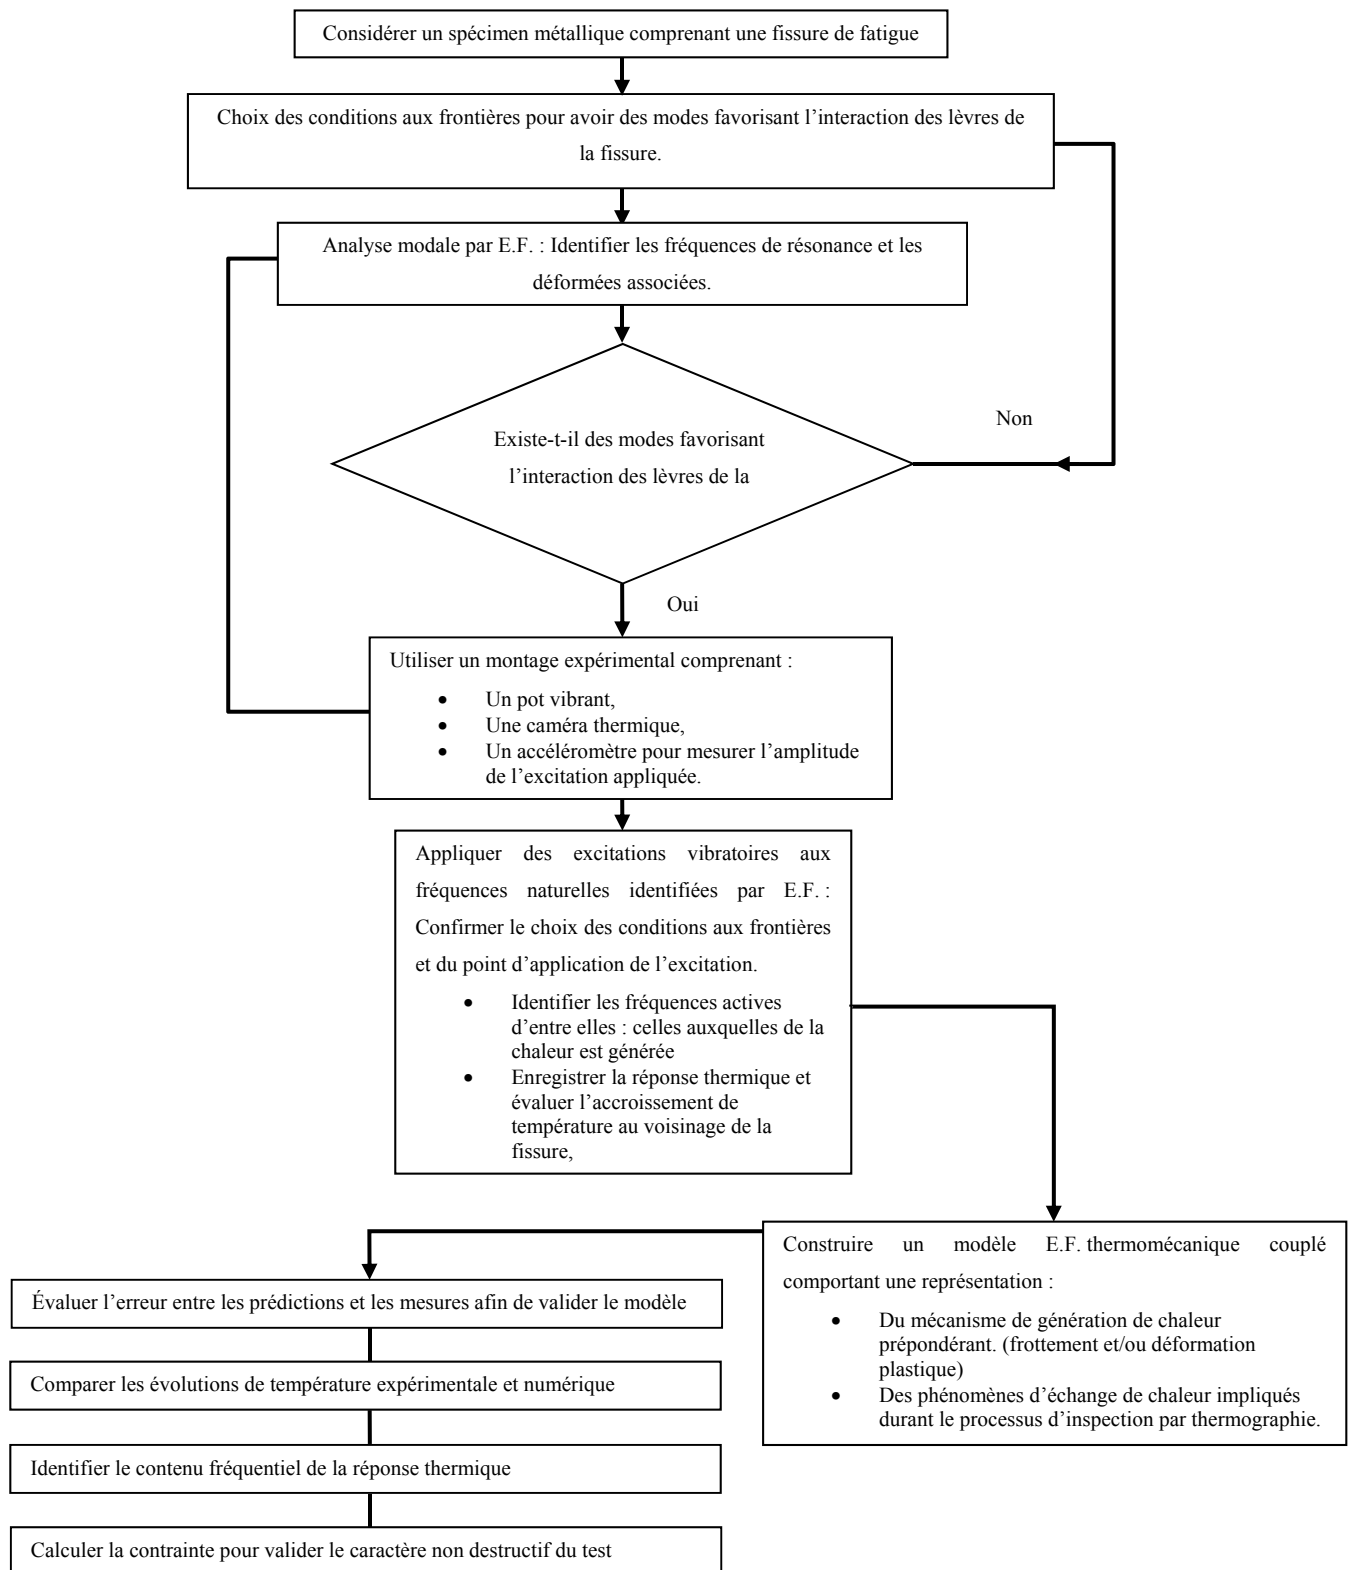 Considérer un spécimen métallique comprenant une fissure de fatigue
Choix des conditions aux frontières pour avoir des modes favorisant l’interaction des lèvres de
la fissure.
Analyse modale par E.F. : Identifier les fréquences de résonance et les
déformées associées.
Existe-t-il des modes favorisant
l’interaction des lèvres de la
Non
Oui
Utiliser un montage expérimental comprenant :
• Un pot vibrant,
• Une caméra thermique,
• Un accéléromètre pour mesurer l’amplitude
de l’excitation appliquée.
Appliquer des excitations vibratoires aux
fréquences naturelles identifiées par E.F. :
Confirmer le choix des conditions aux frontières
et du point d’application de l’excitation.
• Identifier les fréquences actives
d’entre elles : celles auxquelles de la
chaleur est générée
• Enregistrer la réponse thermique et
évaluer l’accroissement de
température au voisinage de la
fissure,
Construire un modèle E.F. thermomécanique couplé
comportant une représentation :
• Du mécanisme de génération de chaleur
prépondérant. (frottement et/ou déformation
plastique)
• Des phénomènes d’échange de chaleur impliqués
durant le processus d’inspection par thermographie.
Évaluer l’erreur entre les prédictions et les mesures afin de valider le modèle
Comparer les évolutions de température expérimentale et numérique
Identifier le contenu fréquentiel de la réponse thermique
Calculer la contrainte pour valider le caractère non destructif du test